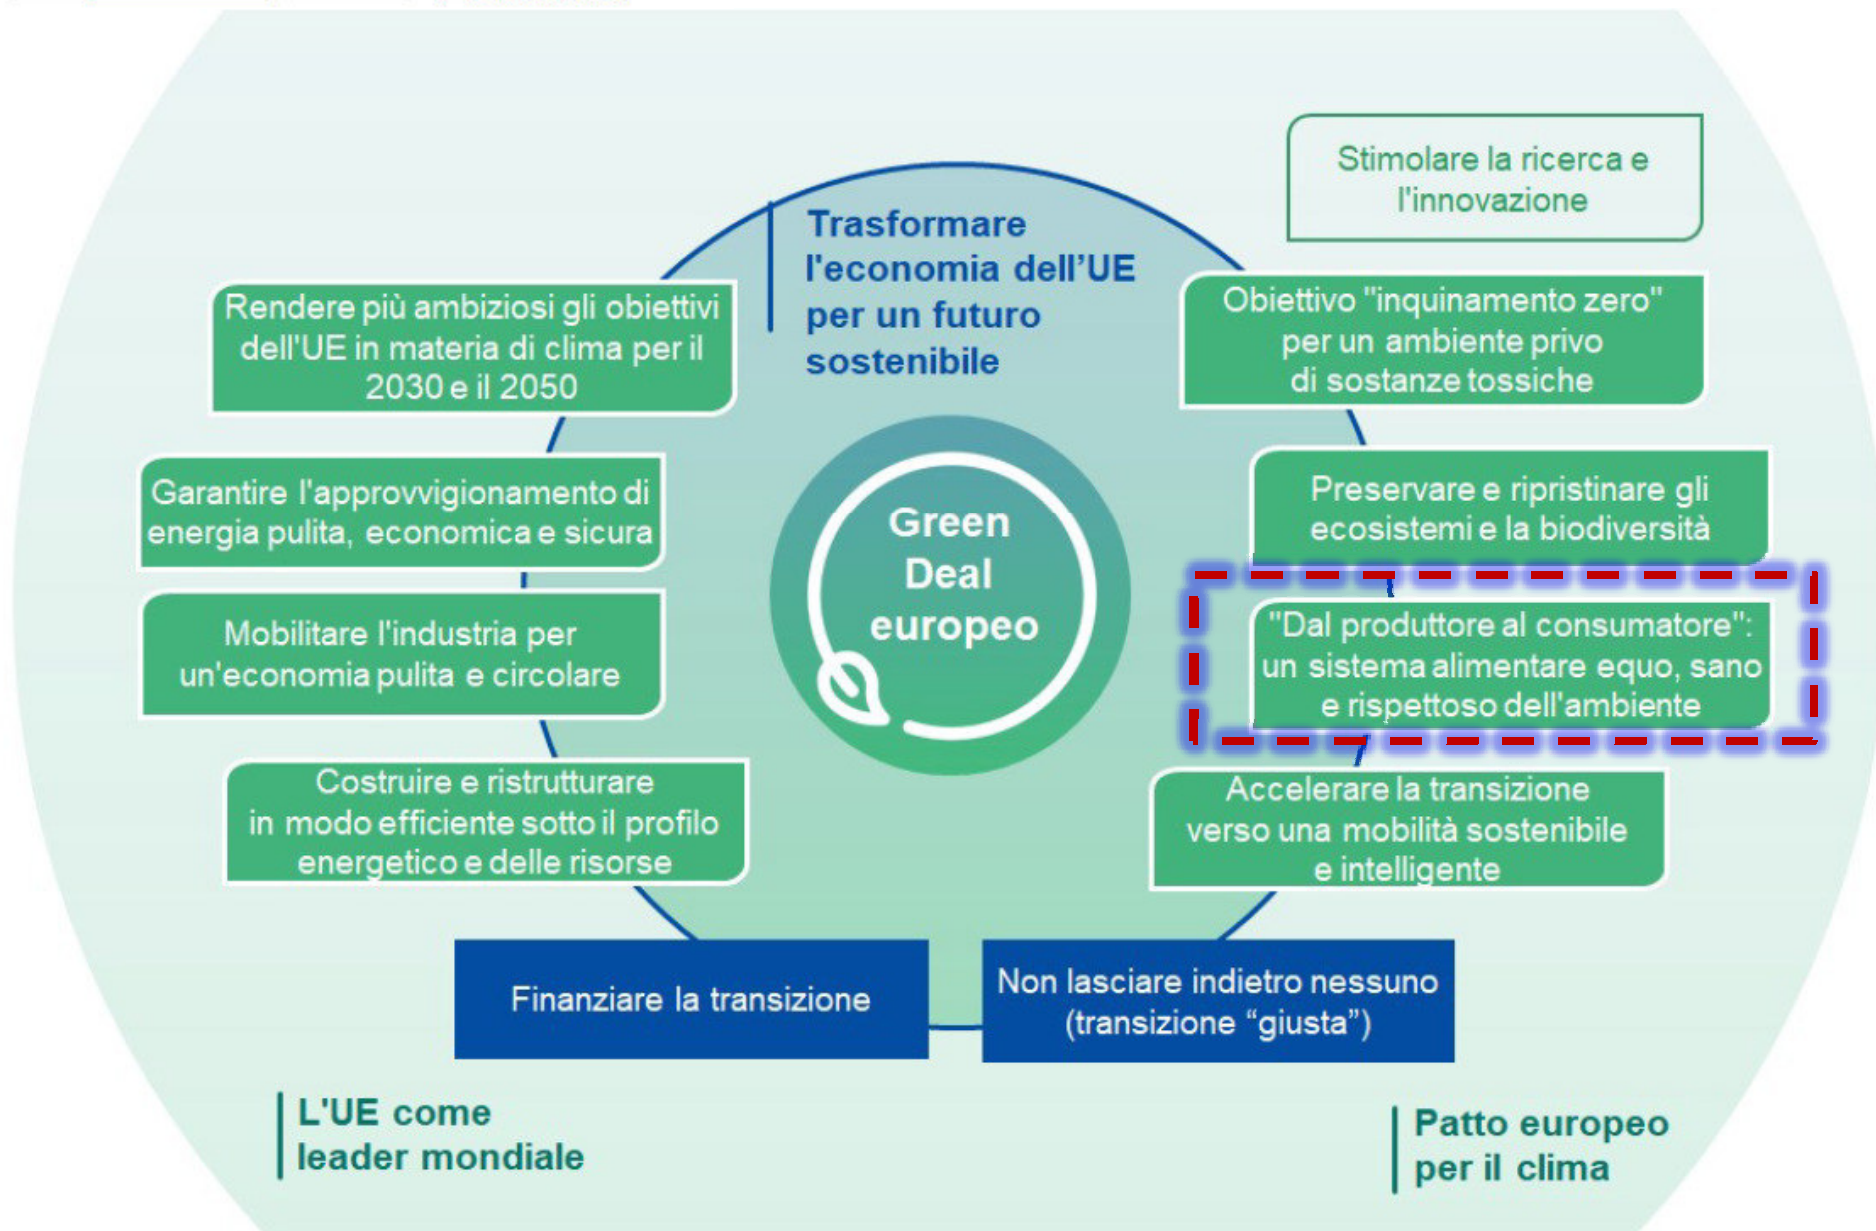 Stimolare la ricerca e
l'innovazione
Trasformare
l'economia dell’UE
per un futuro
sostenibile
Rendere più ambiziosi gli obiettivi
dell'UE in materia di clima per il
2030 e il 2050
Obiettivo "inquinamento zero"
per un ambiente privo
di sostanze tossiche
Garantire l'approvvigionamento di
energia pulita, economica e sicura
Green
Deal
europeo
Preservare e ripristinare gli
ecosistemi e la biodiversità
Mobilitare l'industria per
un'economia pulita e circolare
"Dal produttore al consumatore":
un sistema alimentare equo, sano
e rispettoso dell'ambiente
Costruire e ristrutturare
in modo efficiente sotto il profilo
energetico e delle risorse
Accelerare la transizione
verso una mobilità sostenibile
e intelligente
Finanziare la transizione
Non lasciare indietro nessuno
(transizione “giusta”)
L'UE come
leader mondiale
Patto europeo
per il clima